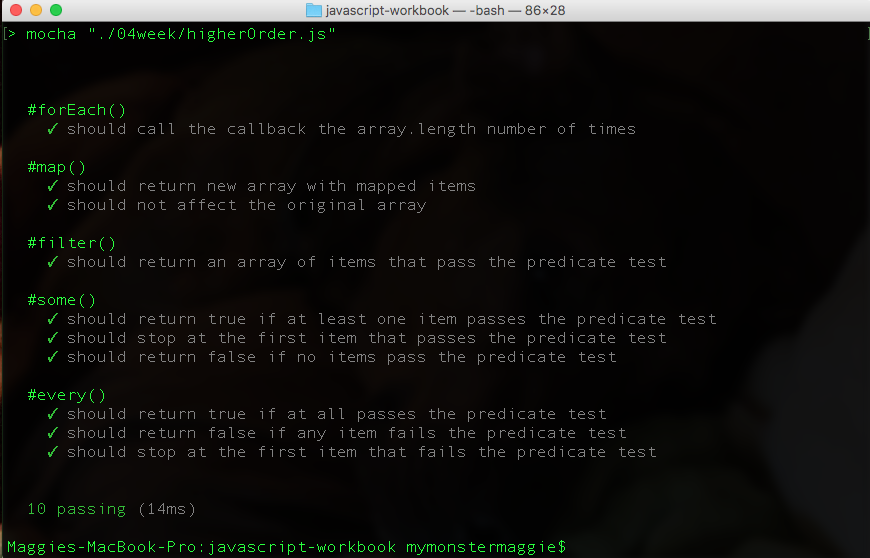 javascript-workbook — -bash — 86×28
[> mocha "./04week/higherOrder.js" ]
#forEach()
✓ should call the callback the array.length number of times
#map()
✓ should return new array with mapped items
✓ should not affect the original array
#filter()
✓ should return an array of items that pass the predicate test
#some()
✓ should return true if at least one item passes the predicate test
✓ should stop at the first item that passes the predicate test
✓ should return false if no items pass the predicate test
#every()
✓ should return true if at all passes the predicate test
✓ should return false if any item fails the predicate test
✓ should stop at the first item that fails the predicate test
10 passing (14ms)
Maggies-MacBook-Pro:javascript-workbook mymonstermaggie$